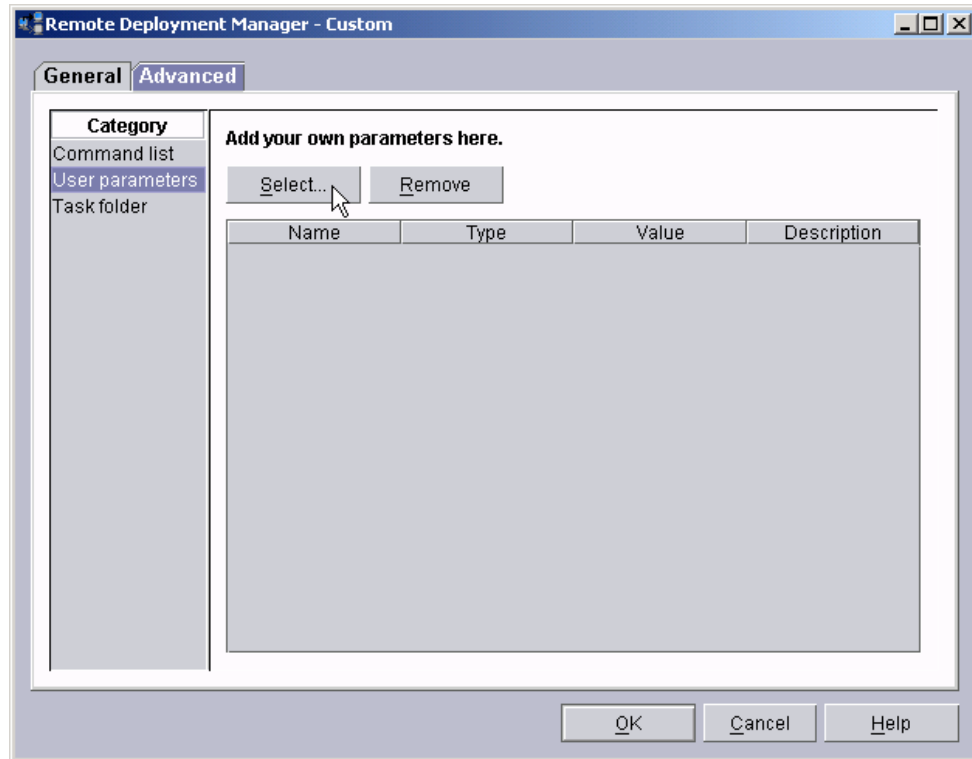 Remote Deployment Manager - Custom
General Advanced
Category
Command list
User parameters
Task folder
Add your own parameters here.
Select... Remove
Name Type Value Description
OK Cancel Help